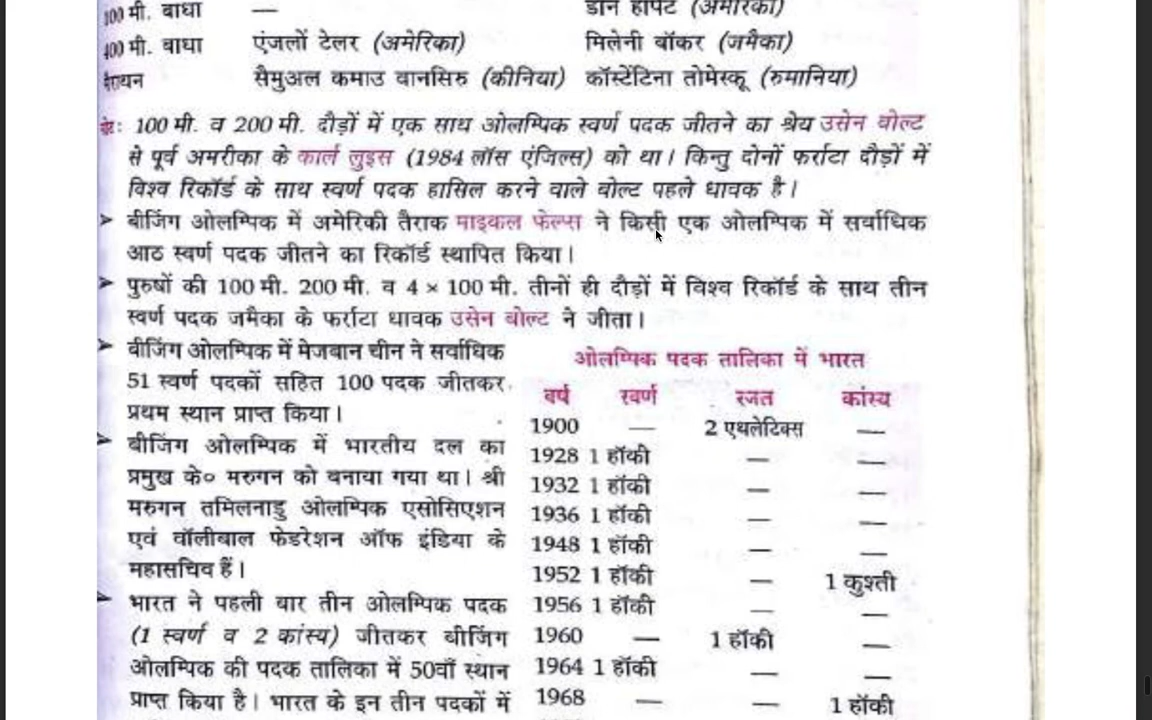 100 मी. बाधा — डॉन हार्पर (अमेरिका)
400 मी. बाधा एंजलों टेलर (अमेरिका) मिलेनी बॉकर (जमैका)
सैमुअल कमाउ वानसिरु (कीनिया) कॉस्टेंटिना तोमेस्कू (रुमानिया)
100 मी. व 200 मी. दौड़ों में एक साथ ओलम्पिक स्वर्ण पदक जीतने का श्रेय उसेन बोल्ट
से पूर्व अमरीका के कार्ल लुइस (1984 लॉस एंजिल्स) को था। किन्तु दोनों फर्राटा दौड़ों में
विश्व रिकॉर्ड के साथ स्वर्ण पदक हासिल करने वाले बोल्ट पहले धावक है।
➤ बीजिंग ओलम्पिक में अमेरिकी तैराक माइकल फेल्प्स ने किसी एक ओलम्पिक में सर्वाधिक
आठ स्वर्ण पदक जीतने का रिकॉर्ड स्थापित किया।
➤ पुरुषों की 100 मी. 200 मी. व 4 × 100 मी. तीनों ही दौड़ों में विश्व रिकॉर्ड के साथ तीन
स्वर्ण पदक जमैका के फर्राटा धावक उसेन बोल्ट ने जीता।
➤ बीजिंग ओलम्पिक में मेजबान चीन ने सर्वाधिक
51 स्वर्ण पदकों सहित 100 पदक जीतकर
प्रथम स्थान प्राप्त किया।
➤ बीजिंग ओलम्पिक में भारतीय दल का
प्रमुख के० मरुगन को बनाया गया था। श्री
मरुगन तमिलनाडु ओलम्पिक एसोसिएशन
एवं वॉलीबाल फेडरेशन ऑफ इंडिया के
महासचिव हैं।
➤ भारत ने पहली बार तीन ओलम्पिक पदक
(1 स्वर्ण व 2 कांस्य) जीतकर बीजिंग
ओलम्पिक की पदक तालिका में 50वाँ स्थान
प्राप्त किया है। भारत के इन तीन पदकों में
ओलम्पिक पदक तालिका में भारत
वर्ष स्वर्ण रजत कांस्य
1900 — 2 एथलेटिक्स —
1928 1 हॉकी — —
1932 1 हॉकी — —
1936 1 हॉकी — —
1948 1 हॉकी — —
1952 1 हॉकी — 1 कुश्ती
1956 1 हॉकी — —
1960 — 1 हॉकी —
1964 1 हॉकी — —
1968 — — 1 हॉकी